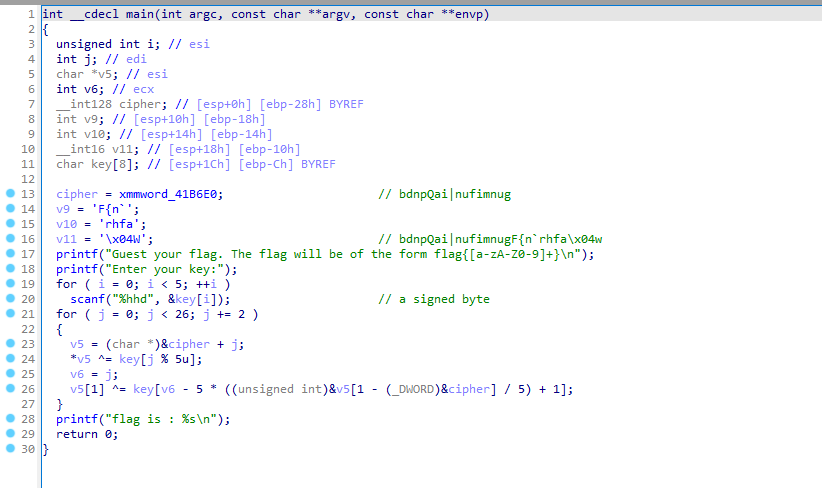 1 int __cdecl main(int argc, const char **argv, const char **envp)
2 {
3 unsigned int i; // esi
4 int j; // edi
5 char *v5; // esi
6 int v6; // ecx
7 __int128 cipher; // [esp+0h] [ebp-28h] BYREF
8 int v9; // [esp+10h] [ebp-18h]
9 int v10; // [esp+14h] [ebp-14h]
10 __int16 v11; // [esp+18h] [ebp-10h]
11 char key[8]; // [esp+1Ch] [ebp-Ch] BYREF
12
13 cipher = xmmword_41B6E0; // bdnpQai|nufimnug
14 v9 = 'F{n`';
15 v10 = 'rhfa';
16 v11 = '\x04W'; // bdnpQai|nufimnugF{n`rhfa\x04w
17 printf("Guest your flag. The flag will be of the form flag{[a-zA-Z0-9]+}\n");
18 printf("Enter your key:");
19 for ( i = 0; i < 5; ++i )
20 scanf("%hhd", &key[i]); // a signed byte
21 for ( j = 0; j < 26; j += 2 )
22 {
23 v5 = (char *)&cipher + j;
24 *v5 ^= key[j % 5u];
25 v6 = j;
26 v5[1] ^= key[v6 - 5 * ((unsigned int)&v5[1 - (_DWORD)&cipher] / 5) + 1];
27 }
28 printf("flag is : %s\n");
29 return 0;
30 }